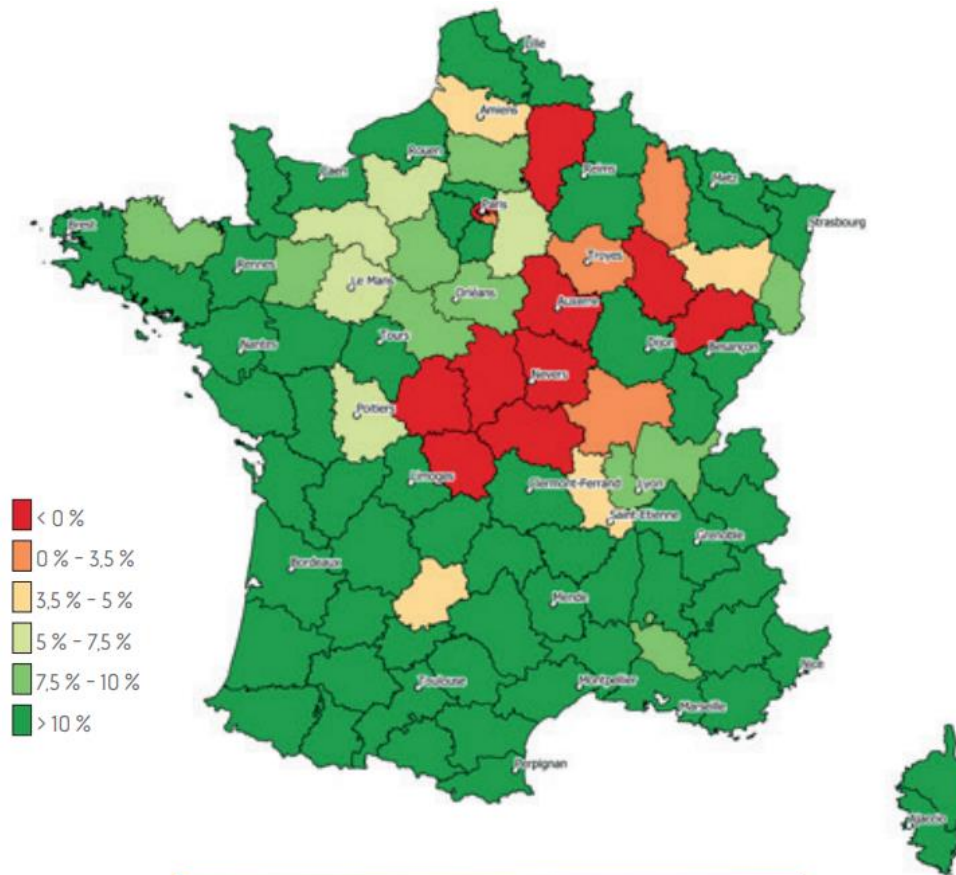 Lille
Amiens
Rouen
Reims
Caen
Metz
Paris
Strasbourg
Brest
Rennes
Troyes
Le Mans
Orléans
Auxerre
Tours
Dijon
Besançon
Nantes
Nevers
Poitiers
Limoges
Clermont-Ferrand
Lyon
Saint-Etienne
Grenoble
Bordeaux
Mende
Nice
Toulouse
Montpellier
Marseille
Perpignan
Ajaccio
< 0 %
0 % – 3,5 %
3,5 % – 5 %
5 % – 7,5 %
7,5 % – 10 %
> 10 %